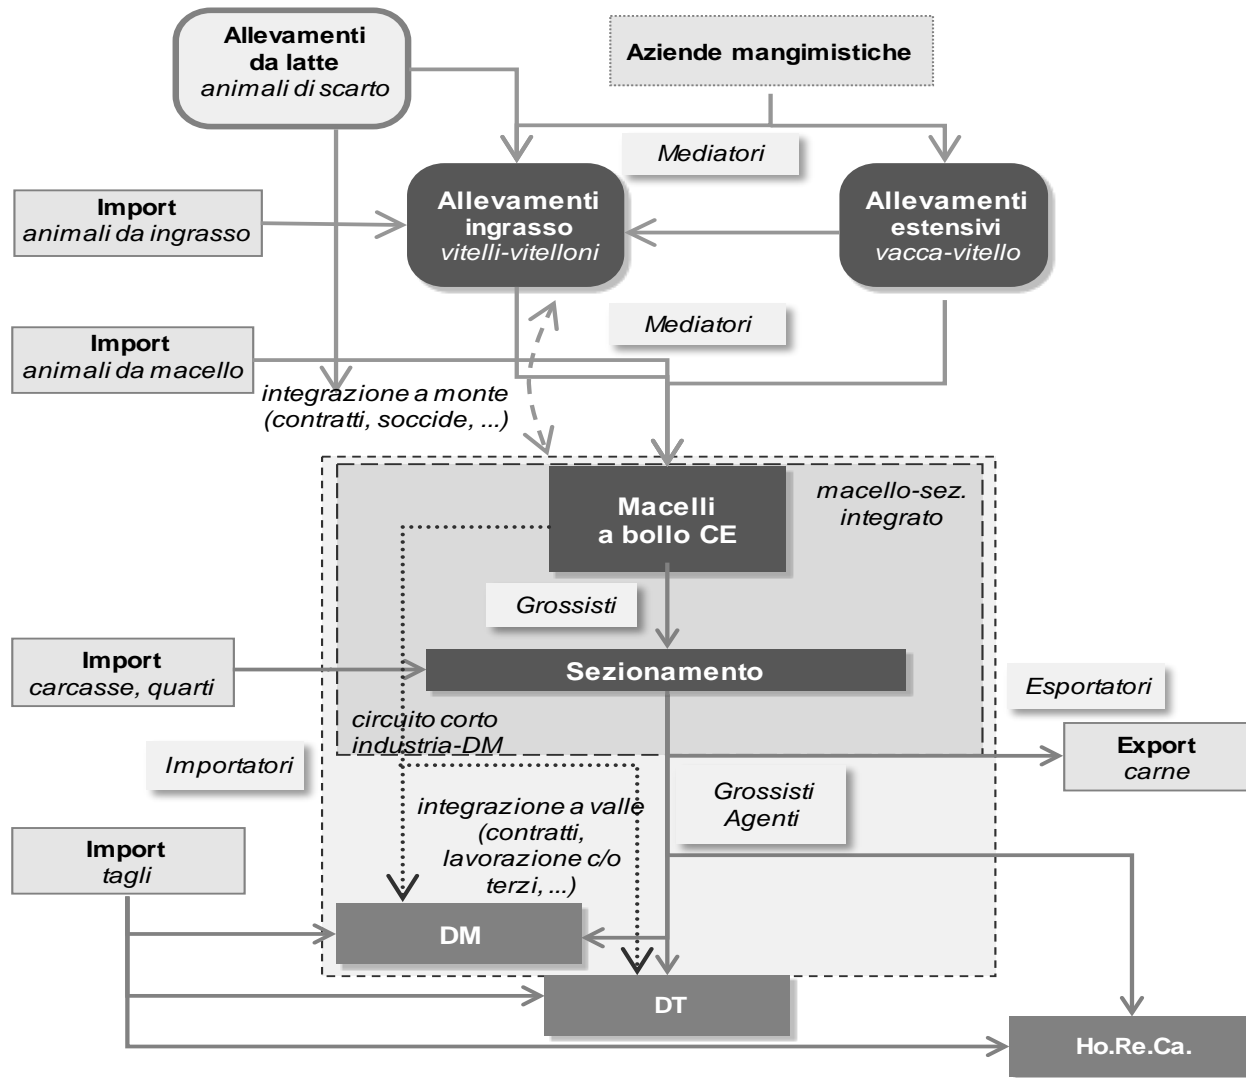 Allevamenti
da latte
animali di scarto
Aziende mangimistiche
Mediatori
Import
animali da ingrasso
Allevamenti
ingrasso
vitelli-vitelloni
Allevamenti
estensivi
vacca-vitello
Mediatori
Import
animali da macello
integrazione a monte
(contratti, soccide, ...)
Macelli
a bollo CE
macello-sez.
integrato
Grossisti
Import
carcasse, quarti
Sezionamento
Esportatori
circuito corto
industria-DM
Importatori
Export
carne
Grossisti
Agenti
integrazione a valle
(contratti,
lavorazione c/o
terzi, ...)
Import
tagli
DM
DT
Ho.Re.Ca.